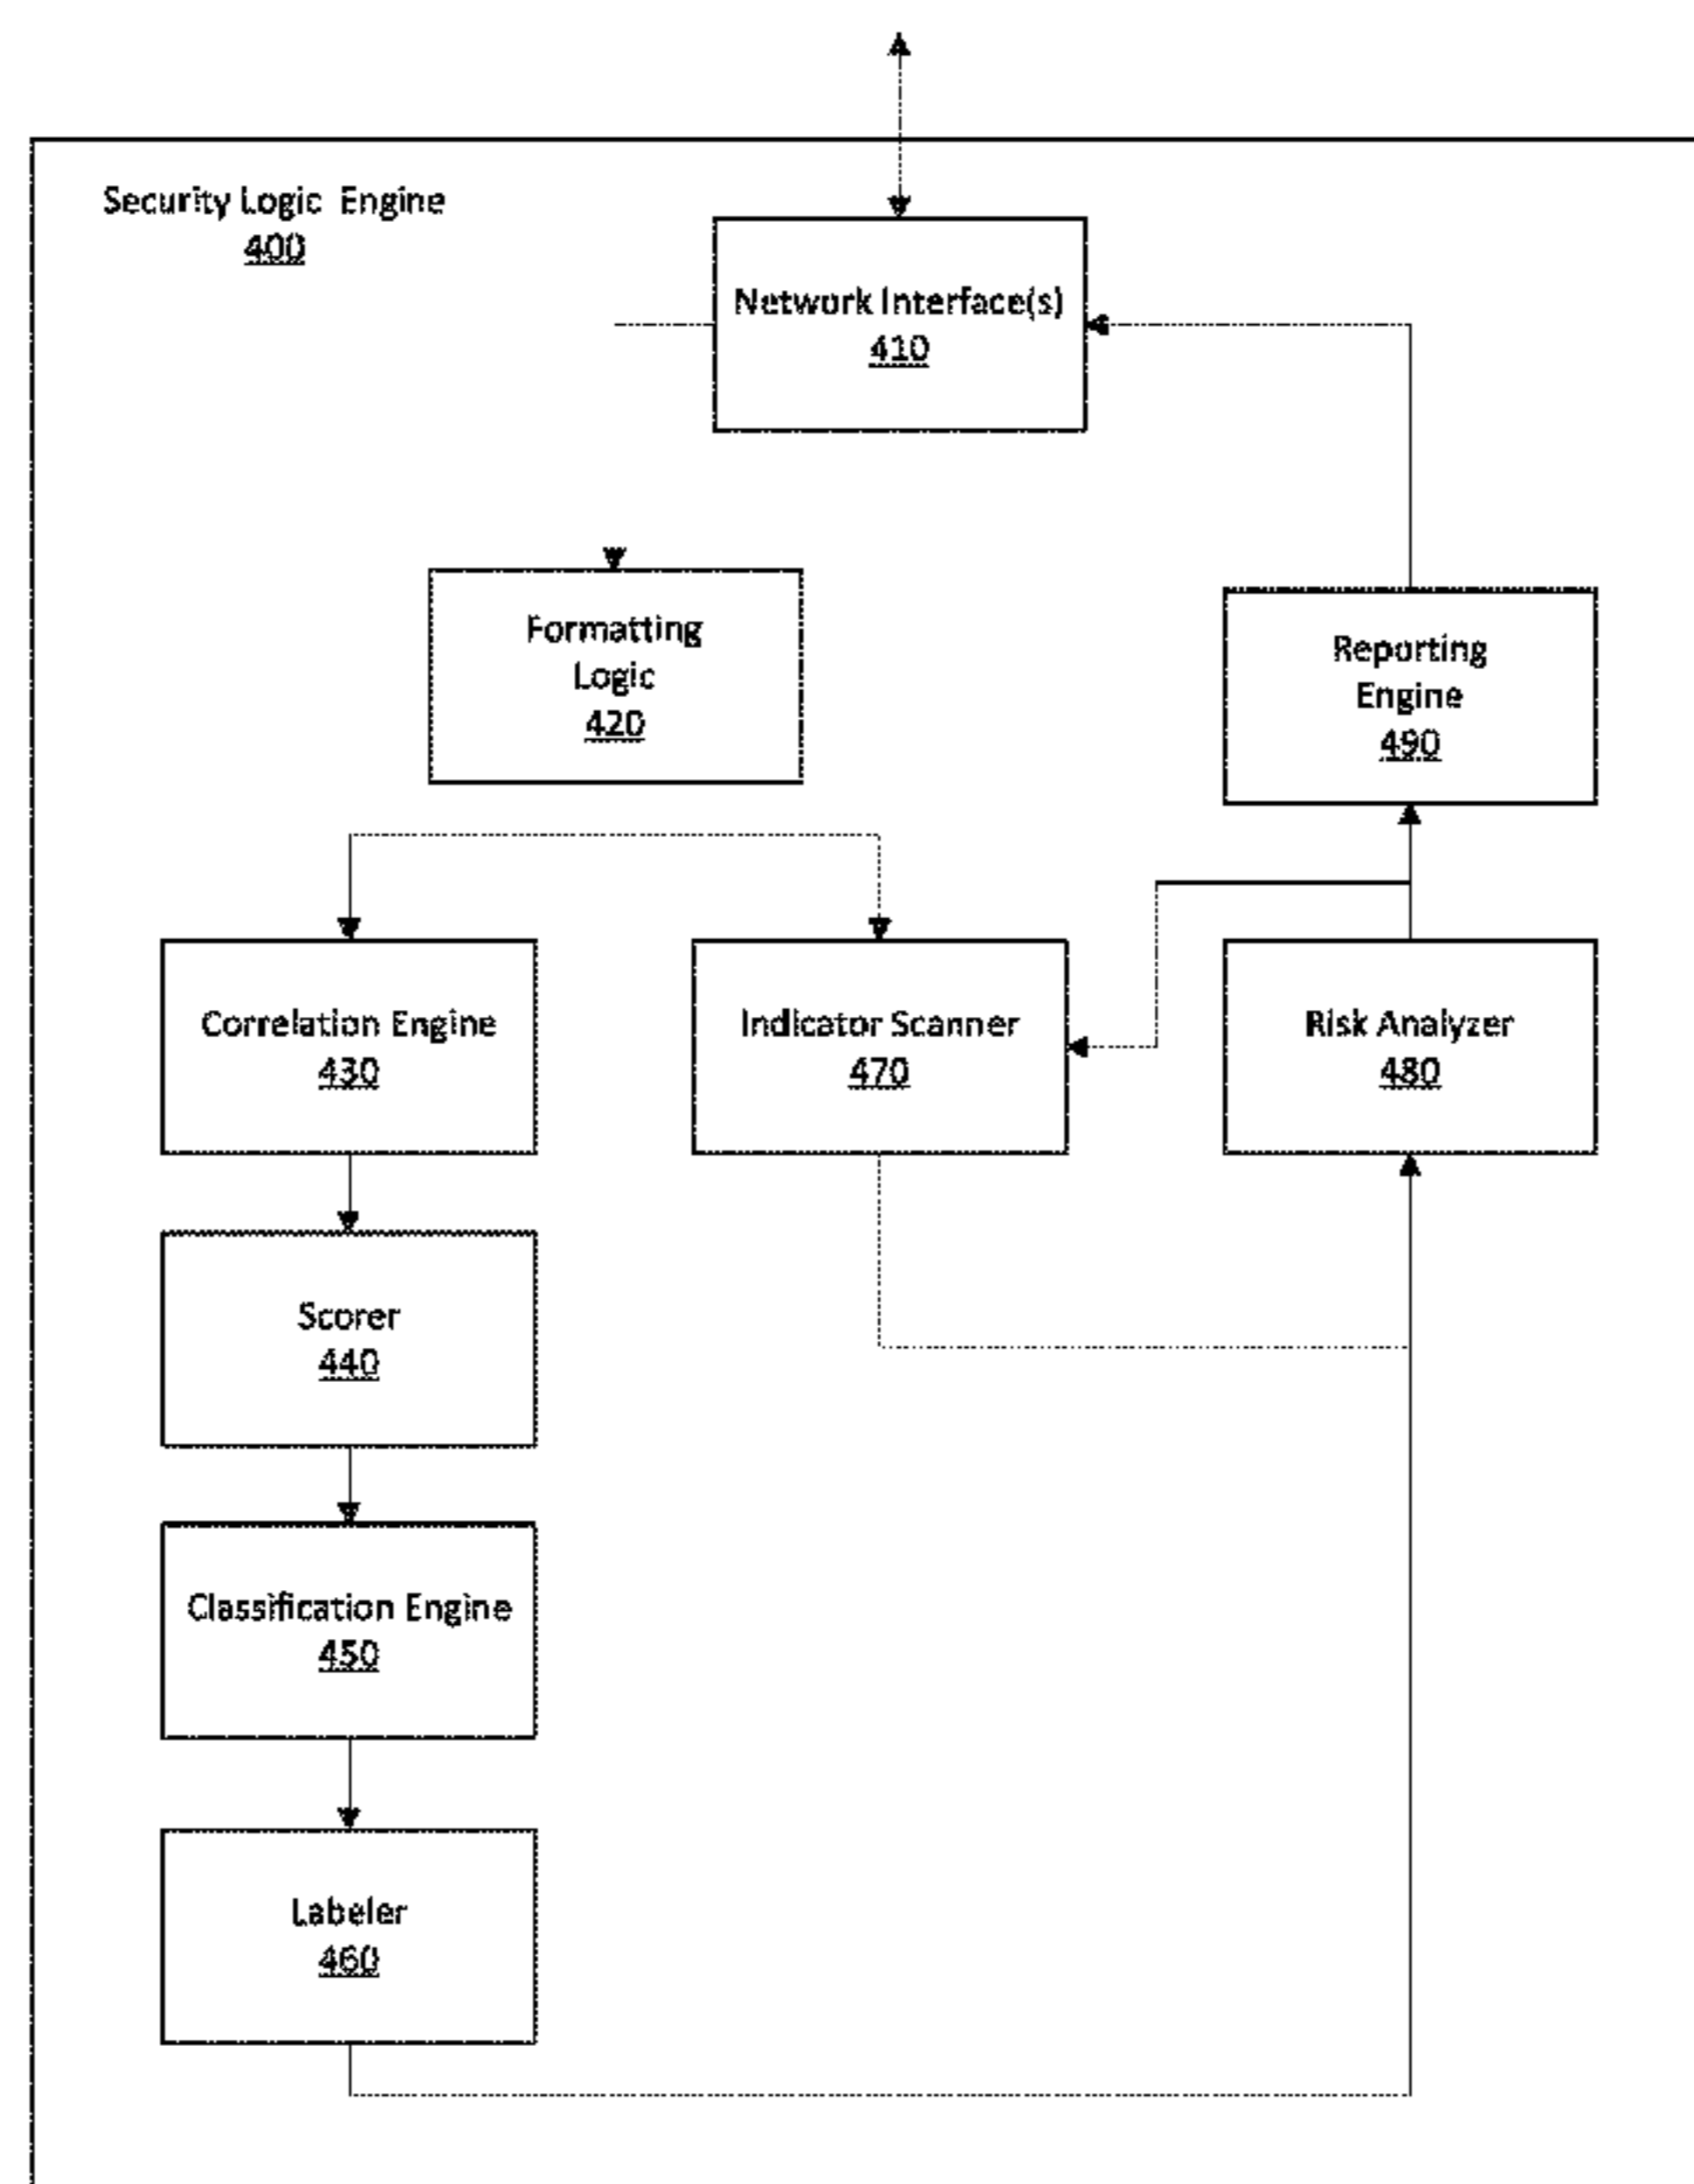 Security Logic Engine
400
Network Interface(s)
410
Formatting
Logic
420
Reporting
Engine
490
Correlation Engine
430
Indicator Scanner
470
Risk Analyzer
480
Scorer
440
Classification Engine
450
Labeler
460